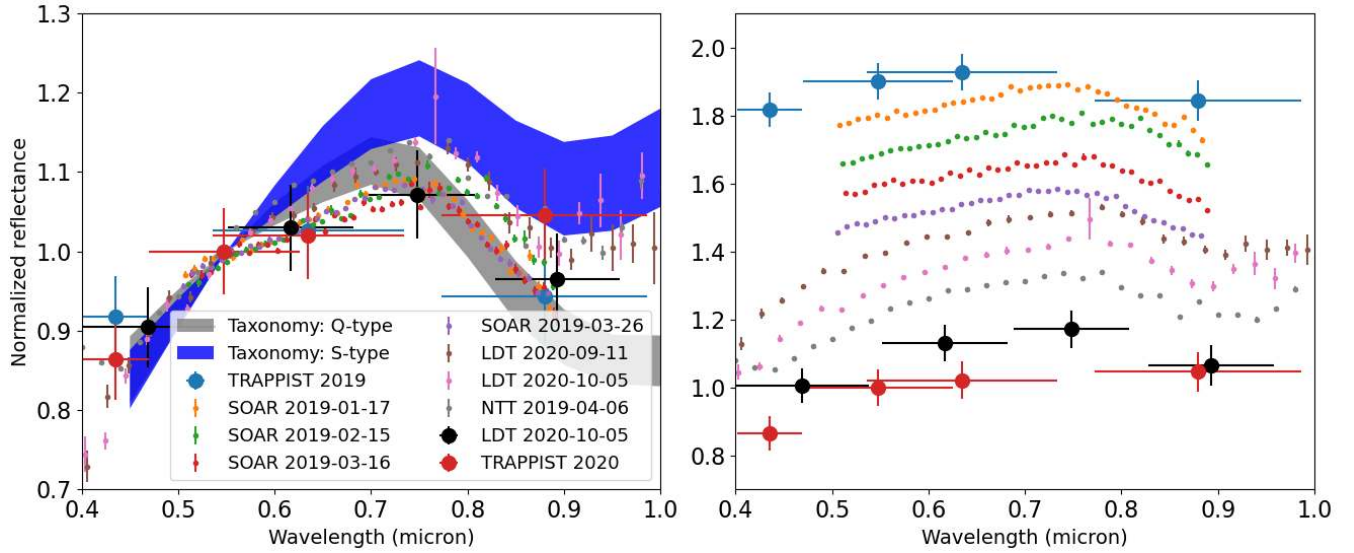 1.3
1.2
1.1
1.0
0.9
0.8
0.7
Normalized reflectance
Taxonomy: Q-type
Taxonomy: S-type
TRAPPIST 2019
SOAR 2019-01-17
SOAR 2019-02-15
SOAR 2019-03-16
SOAR 2019-03-26
LDT 2020-09-11
LDT 2020-10-05
NTT 2019-04-06
LDT 2020-10-05
TRAPPIST 2020
0.4 0.5 0.6 0.7 0.8 0.9 1.0
Wavelength (micron)
2.0
1.8
1.6
1.4
1.2
1.0
0.8
0.4 0.5 0.6 0.7 0.8 0.9 1.0
Wavelength (micron)